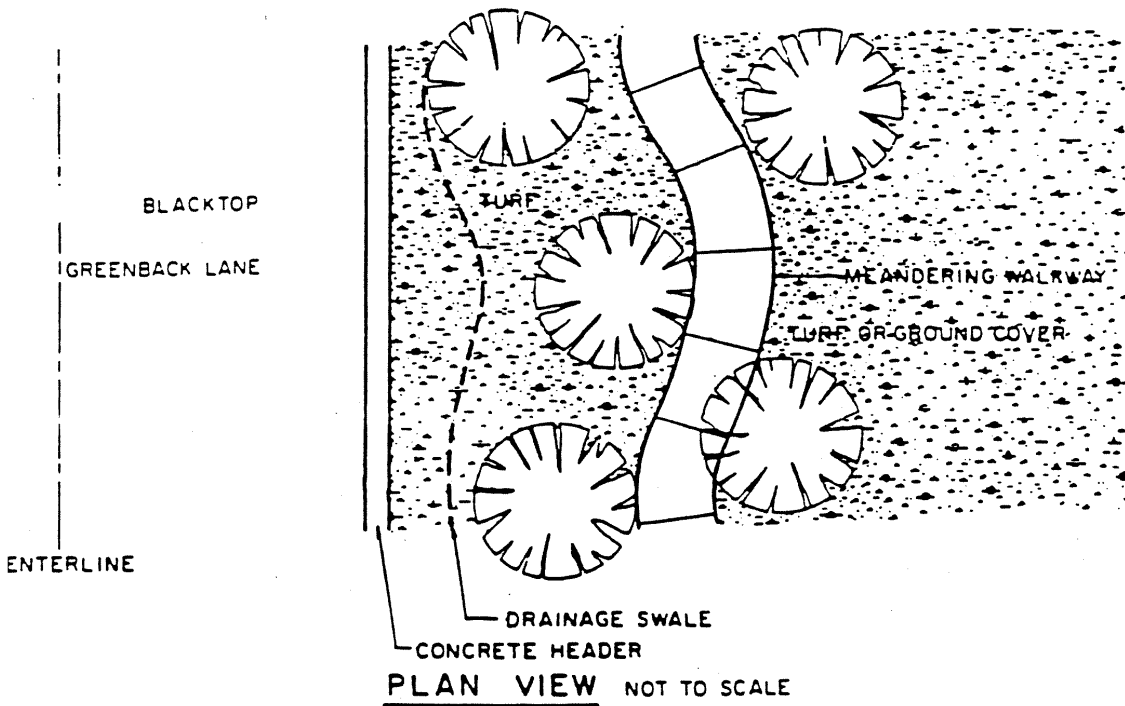 BLACKTOP
TURF
GREENBACK LANE
MEANDERING WALKWAY
TURF OR GROUND COVER
ENTERLINE
DRAINAGE SWALE
CONCRETE HEADER
PLAN VIEW NOT TO SCALE